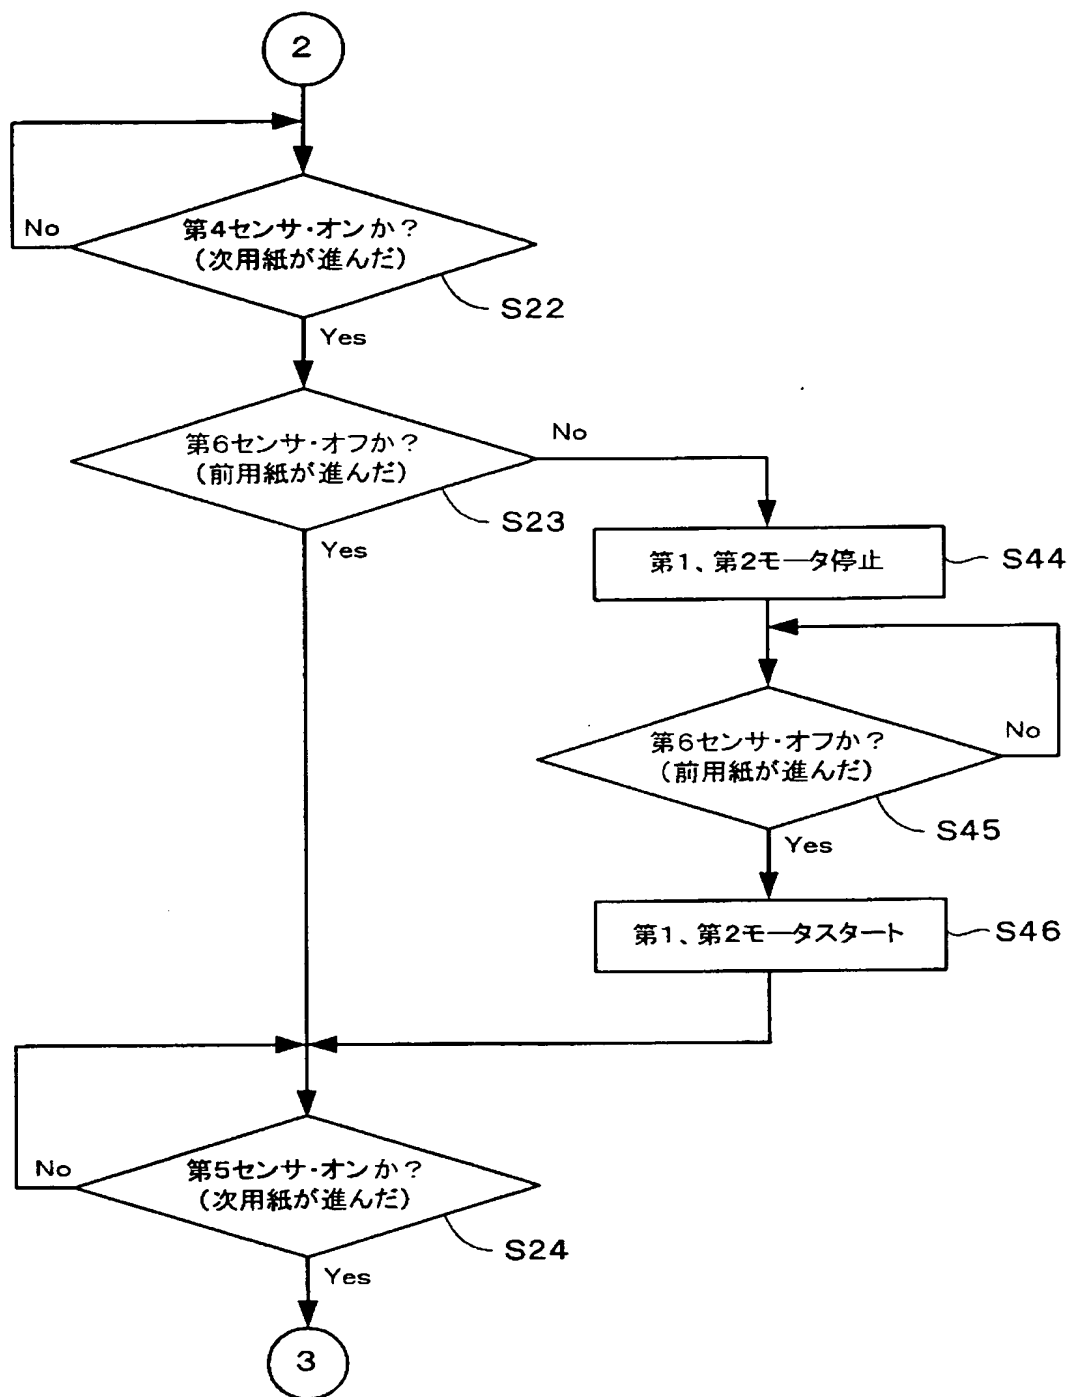 2
第4センサ・オンか?
(次用紙が進んだ)
No
S22
Yes
第6センサ・オフか?
(前用紙が進んだ)
No
S23
Yes
第1、第2モータ停止
S44
第6センサ・オフか?
(前用紙が進んだ)
No
S45
Yes
第1、第2モータスタート
S46
第5センサ・オンか?
(次用紙が進んだ)
No
S24
Yes
3